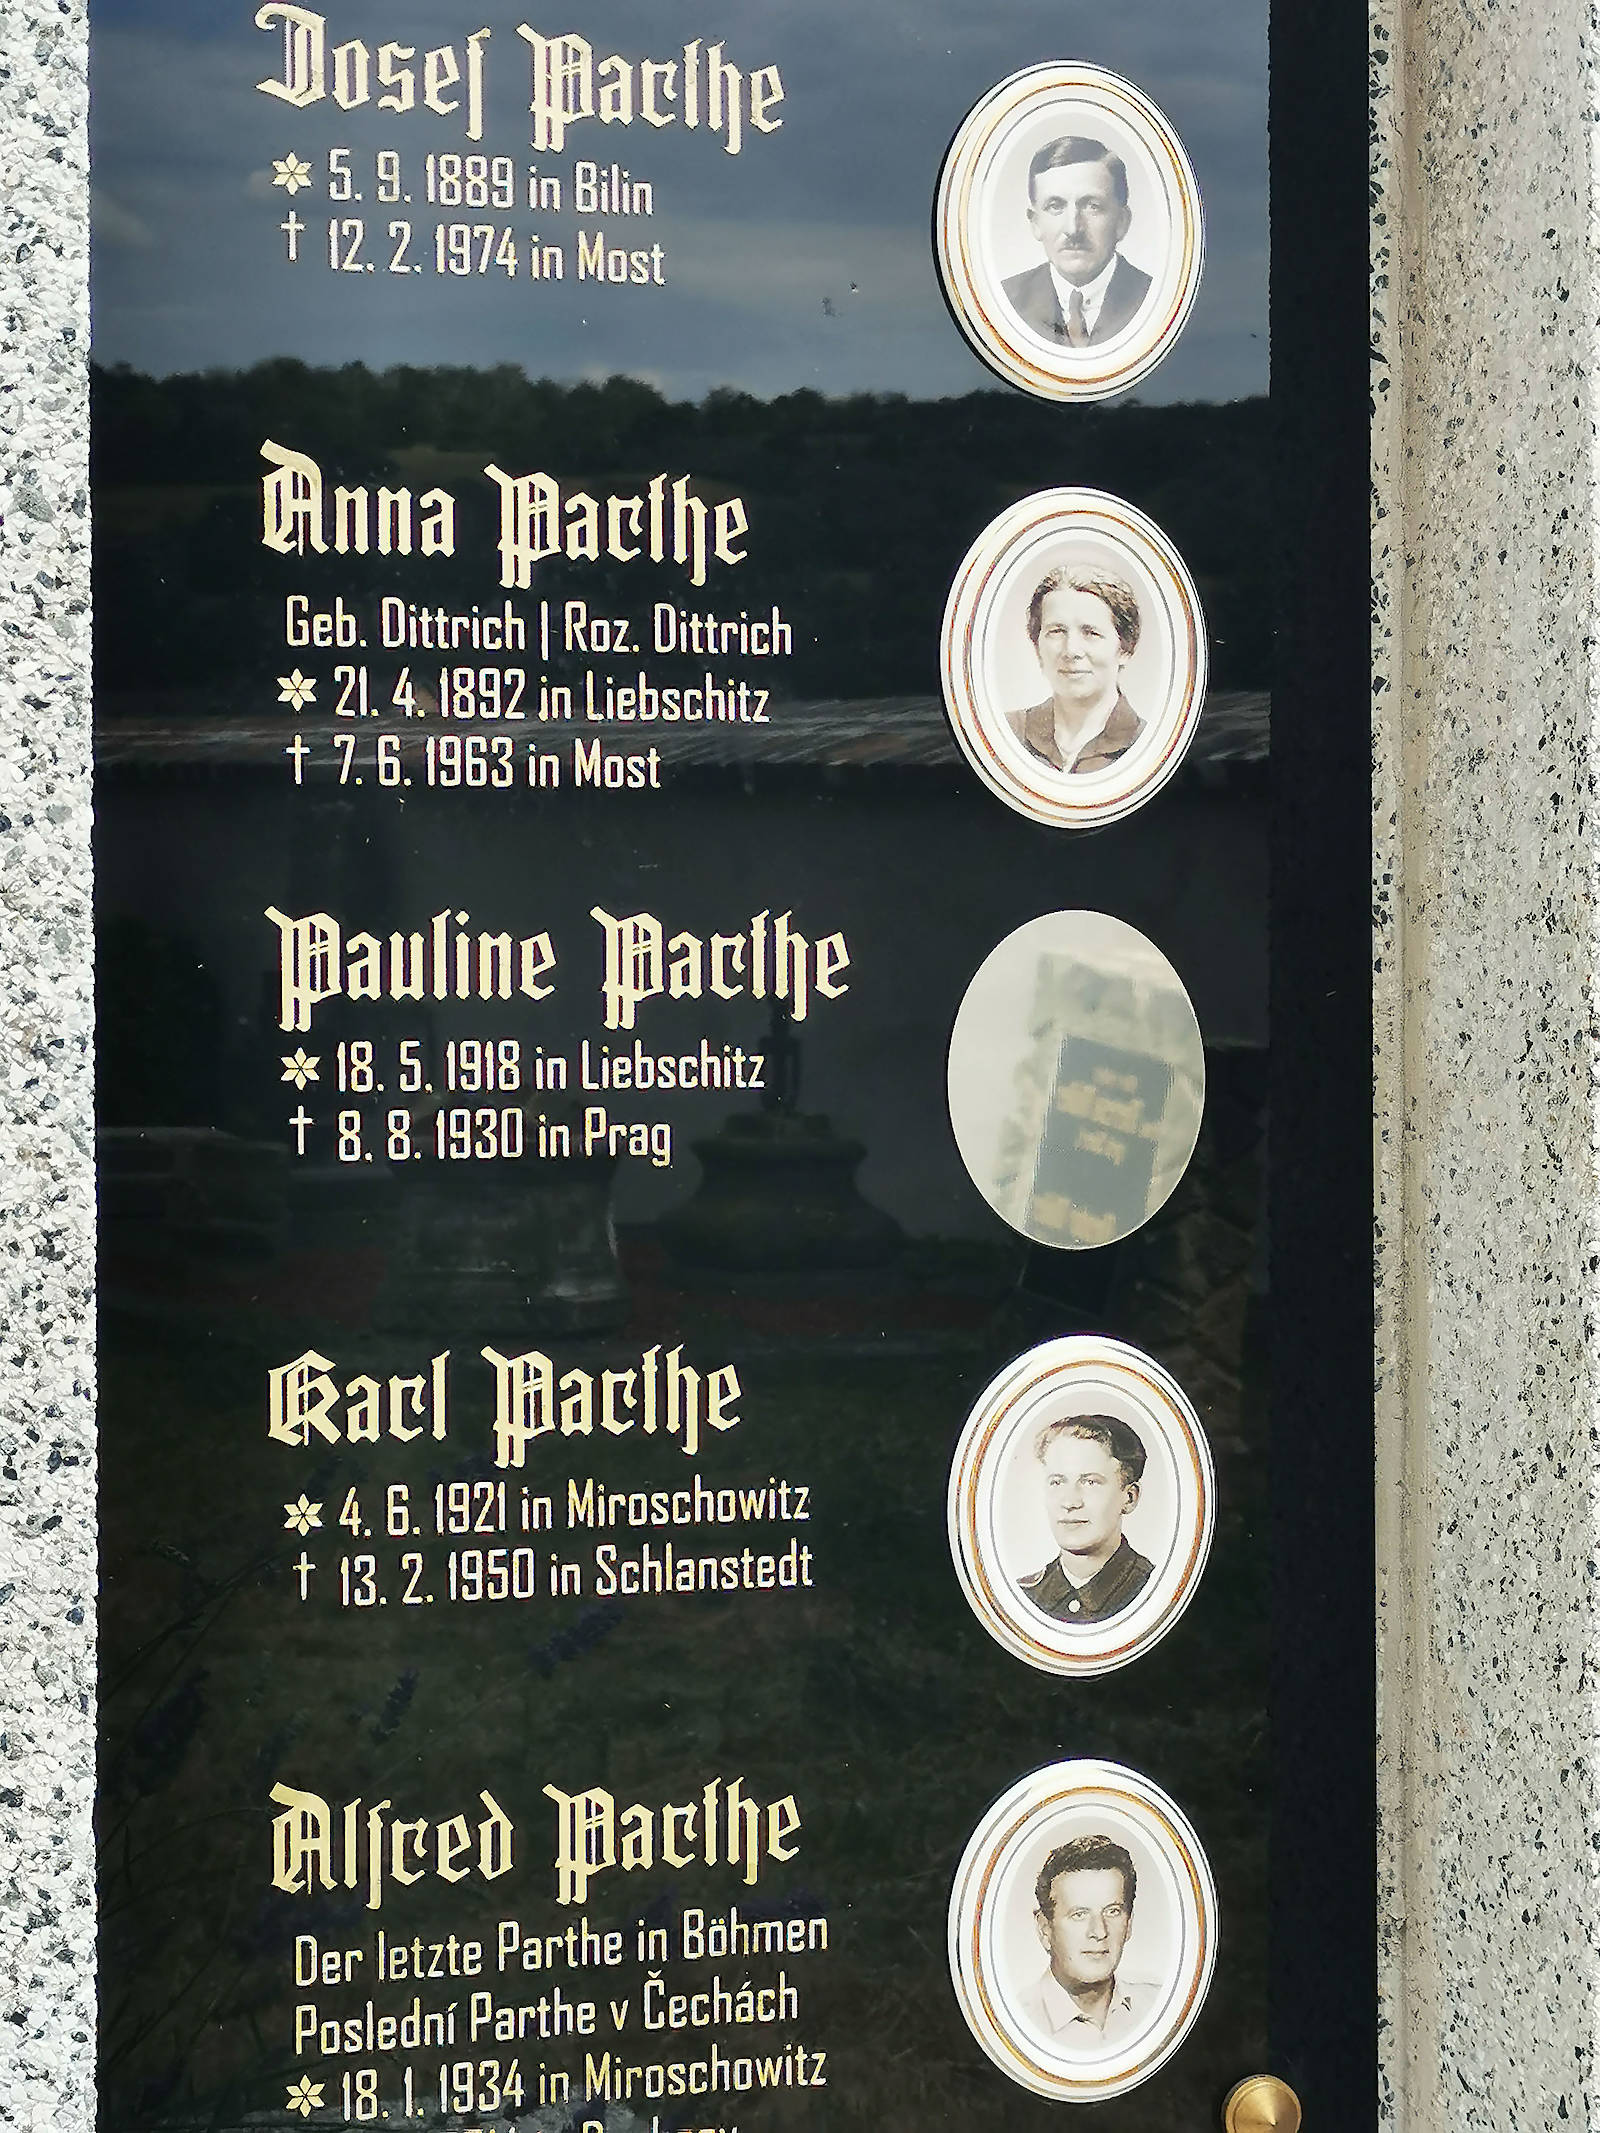 Josef Parthe
* 5. 9. 1889 in Bilin
† 12. 2. 1974 in Most
Anna Parthe
Geb. Dittrich | Roz. Dittrich
* 21. 4. 1892 in Liebschitz
† 7. 6. 1963 in Most
Pauline Parthe
* 18. 5. 1918 in Liebschitz
† 8. 8. 1930 in Prag
Karl Parthe
* 4. 6. 1921 in Miroschowitz
† 13. 2. 1950 in Schlanstedt
Alfred Parthe
Der letzte Parthe in Böhmen
Poslední Parthe v Čechách
* 18. 1. 1934 in Miroschowitz